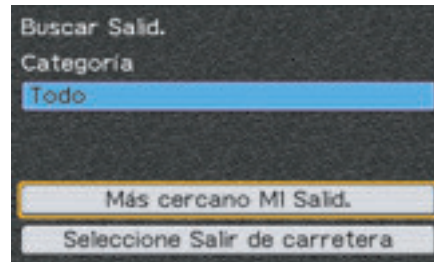 Buscar Salid.
Categoría
Todo
Más cercano MI Salid.
Seleccione Salir de carretera